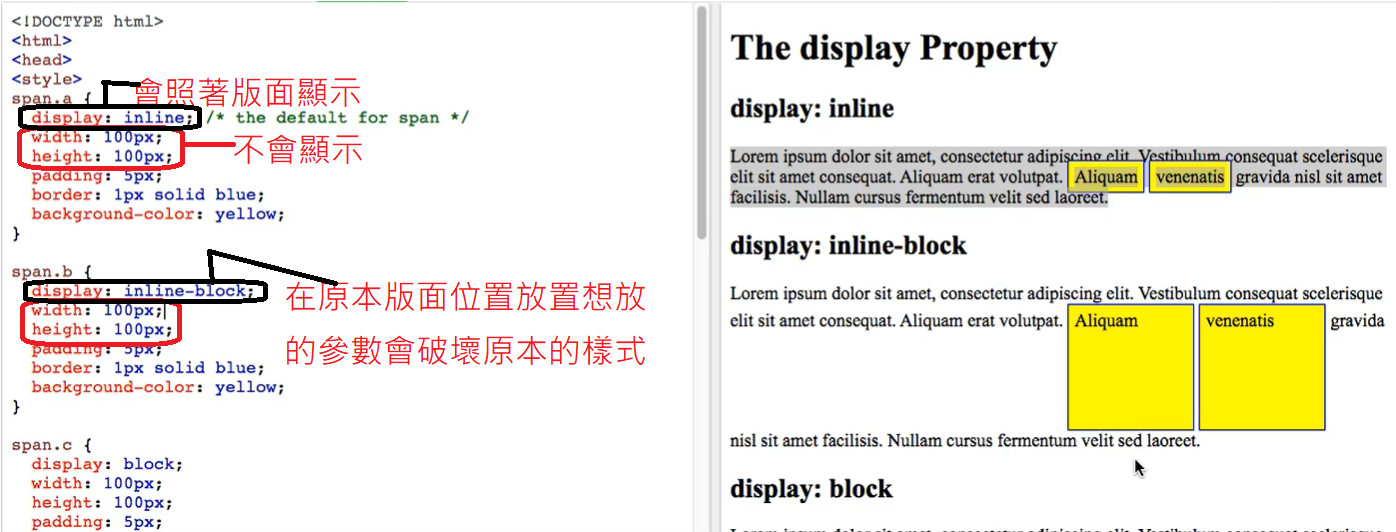 <!DOCTYPE html>
<html>
<head>
<style>
span.a {
會照著版面顯示
display: inline; /* the default for span */
width: 100px;
height: 100px;
不會顯示
padding: 5px;
border: 1px solid blue;
background-color: yellow;
}
span.b {
display: inline-block;
在原本版面位置放置想放
width: 100px;
height: 100px;
的參數會破壞原本的樣式
padding: 5px;
border: 1px solid blue;
background-color: yellow;
}
span.c {
display: block;
width: 100px;
height: 100px;
padding: 5px;
The display Property
display: inline
Lorem ipsum dolor sit amet, consectetur adipiscing elit. Vestibulum consequat scelerisque
elit sit amet consequat. Aliquam erat volutpat. Aliquam venenatis gravida nisl sit amet
facilisis. Nullam cursus fermentum velit sed laoreet.
display: inline-block
Lorem ipsum dolor sit amet, consectetur adipiscing elit. Vestibulum consequat scelerisque
elit sit amet consequat. Aliquam erat volutpat. Aliquam venenatis gravida
nisl sit amet facilisis. Nullam cursus fermentum velit sed laoreet.
display: block